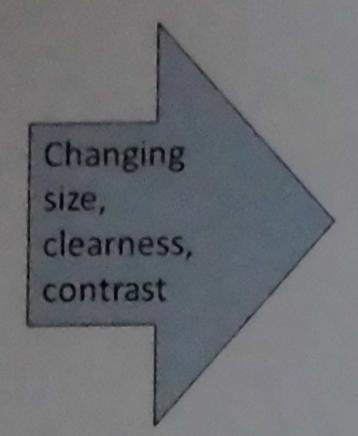 Changing
size,
clearness,
contrast